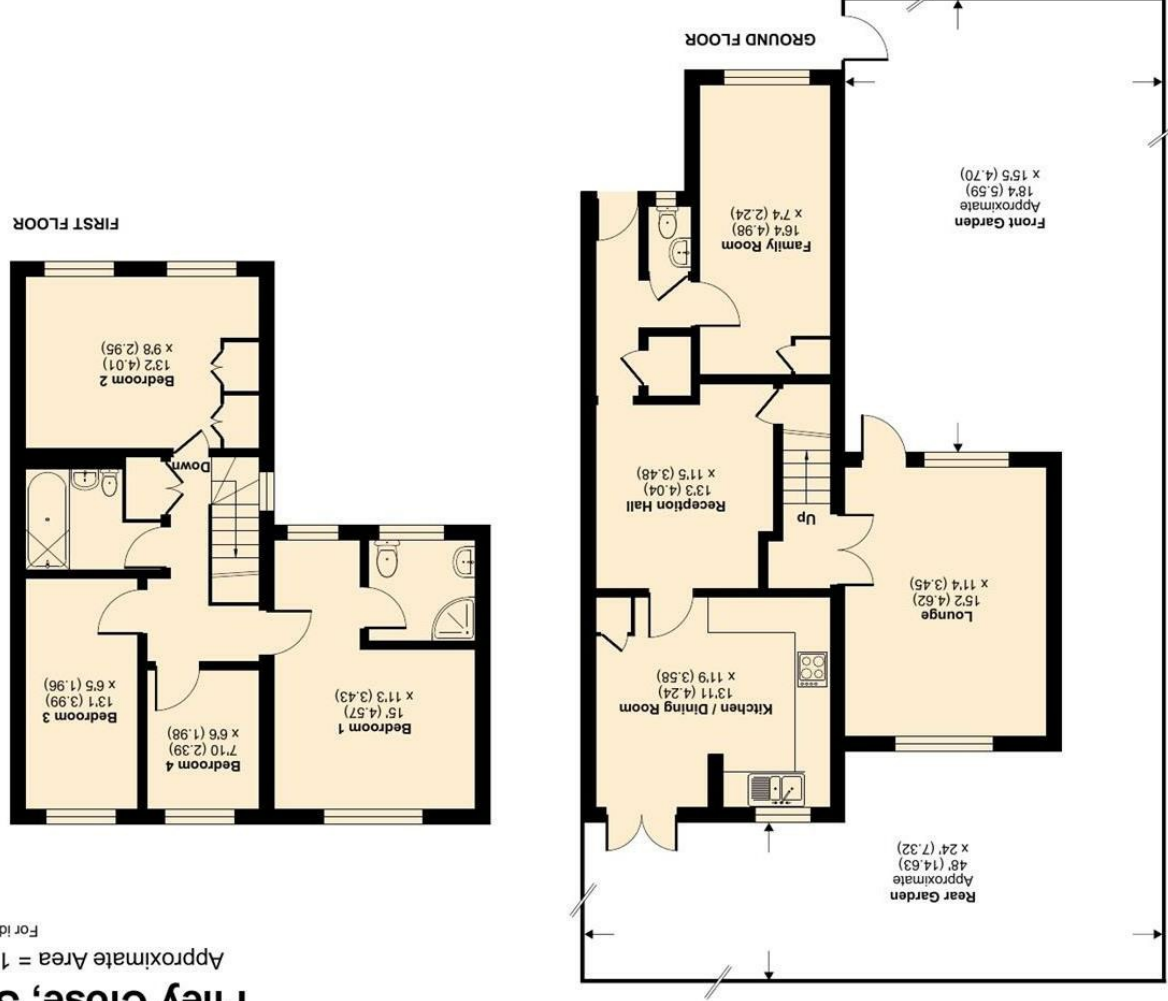 Filey Close, S
Approximate Area = 1
For id
Rear Garden
Approximate
48' (14.63)
x 24' (7.32)
Kitchen / Dining Room
13'11 (4.24)
x 11'9 (3.58)
Lounge
15'2 (4.62)
x 11'4 (3.45)
Up
Reception Hall
13'3 (4.04)
x 11'5 (3.48)
Family Room
16'4 (4.98)
x 7'4 (2.24)
Front Garden
Approximate
18'4 (5.59)
x 15'5 (4.70)
GROUND FLOOR
Bedroom 1
15' (4.57)
x 11'3 (3.43)
Bedroom 4
7'10 (2.39)
x 6'6 (1.98)
Bedroom 3
13'1 (3.99)
x 6'5 (1.96)
Down
Bedroom 2
13'2 (4.01)
x 9'8 (2.95)
FIRST FLOOR